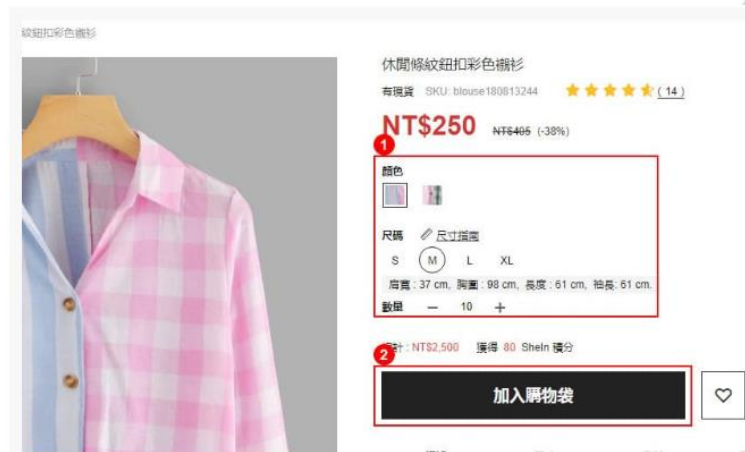 紋鈕扣彩色襯衫
休閒條紋鈕扣彩色襯衫
有現貨 SKU: blouse180813244 (14)
NT$250 NT$405 (-38%)
1
顏色
尺碼 尺寸指南
S M L XL
肩寬 : 37 cm, 胸圍 : 98 cm, 長度 : 61 cm, 袖長: 61 cm.
數量 — 10 +
2
計 : NT$2,500 獲得 80 SheIn 積分
加入購物袋